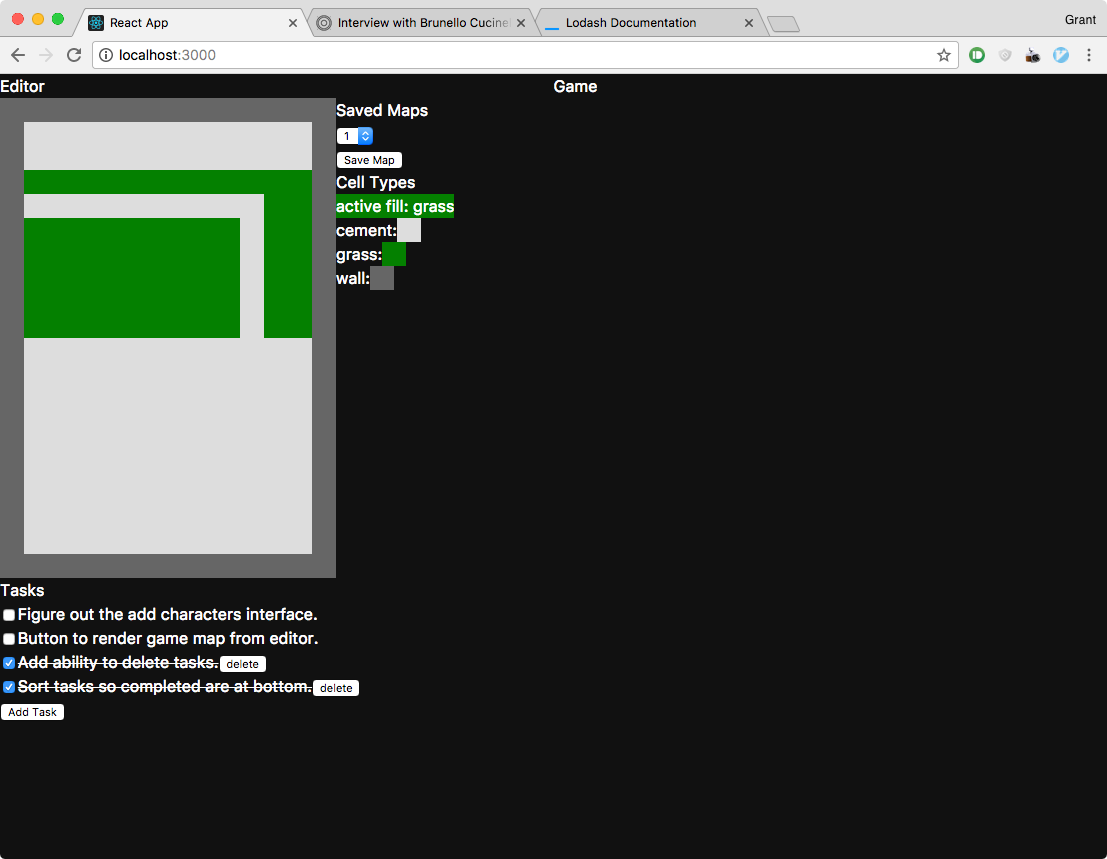 React App
Interview with Brunello Cucinel
Lodash Documentation
Grant
localhost:3000
Editor
Game
Saved Maps
1
Save Map
Cell Types
active fill: grass
cement:
grass:
wall:
Tasks
Figure out the add characters interface.
Button to render game map from editor.
Add ability to delete tasks. delete
Sort tasks so completed are at bottom. delete
Add Task